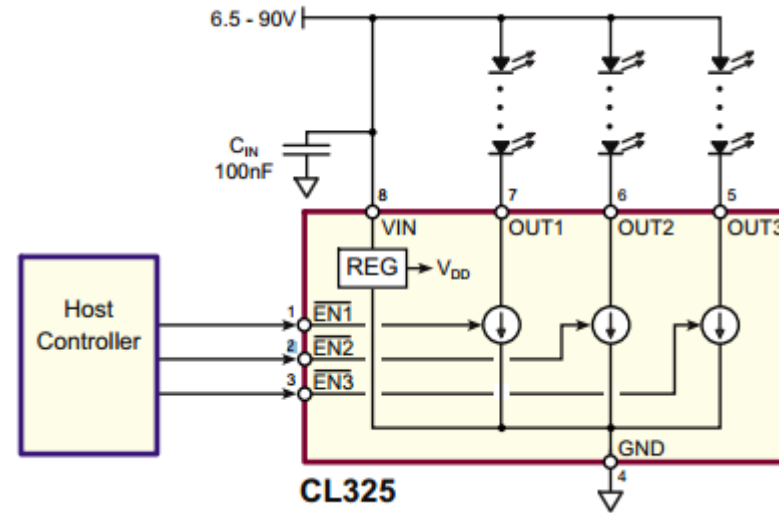 6.5 - 90V
CIN
100nF
8
7
6
5
VIN
OUT1
OUT2
OUT3
REG
VDD
Host
Controller
1
EN1
2
EN2
3
EN3
GND
4
CL325